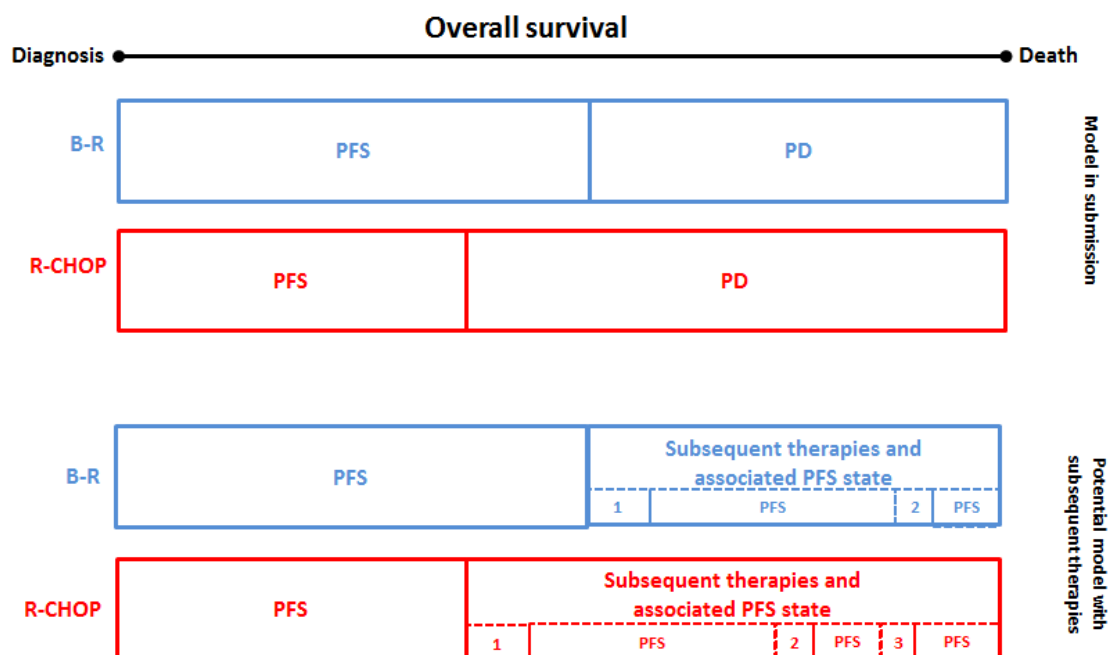 Overall survival
Diagnosis
Death
B-R
PFS
PD
R-CHOP
PFS
PD
Model in submission
B-R
PFS
Subsequent therapies and
associated PFS state
1
PFS
2
PFS
R-CHOP
PFS
Subsequent therapies and
associated PFS state
1
PFS
2
PFS
3
PFS
Potential model with
subsequent therapies